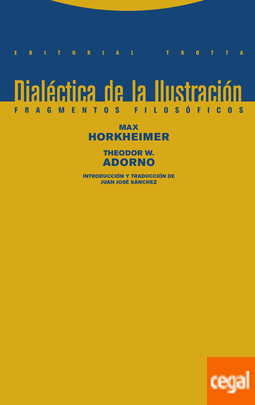 EDITORIAL TROTTA
Dialéctica de la Ilustración
FRAGMENTOS FILOSÓFICOS
MAX
HORKHEIMER
THEODOR W.
ADORNO
INTRODUCCIÓN Y TRADUCCIÓN DE
JUAN JOSÉ SÁNCHEZ
cegal